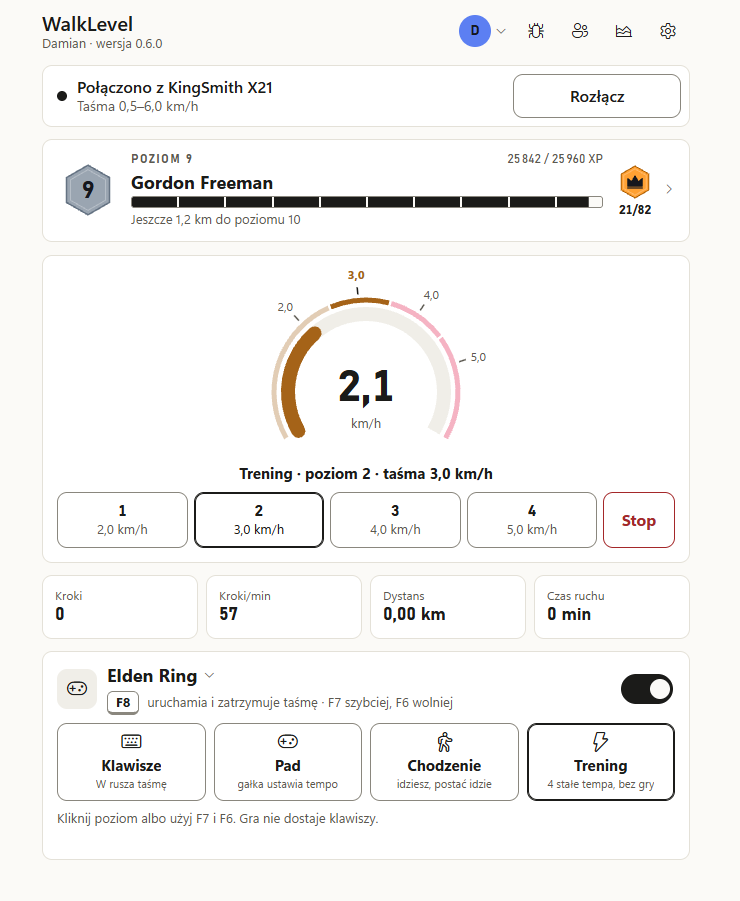 WalkLevel
Damian · wersja 0.6.0
D
Połączono z KingSmith X21
Taśma 0,5–6,0 km/h
Rozłącz
9
POZIOM 9
25 842 / 25 960 XP
Gordon Freeman
Jeszcze 1,2 km do poziomu 10
21/82
2,0
3,0
4,0
5,0
2,1
km/h
Trening · poziom 2 · taśma 3,0 km/h
1
2,0 km/h
2
3,0 km/h
3
4,0 km/h
4
5,0 km/h
Stop
Kroki
0
Kroki/min
57
Dystans
0,00 km
Czas ruchu
0 min
Elden Ring
F8 uruchamia i zatrzymuje taśmę · F7 szybciej, F6 wolniej
Klawisze
W rusza taśmę
Pad
gałka ustawia tempo
Chodzenie
idziesz, postać idzie
Trening
4 stałe tempa, bez gry
Kliknij poziom albo użyj F7 i F6. Gra nie dostaje klawiszy.